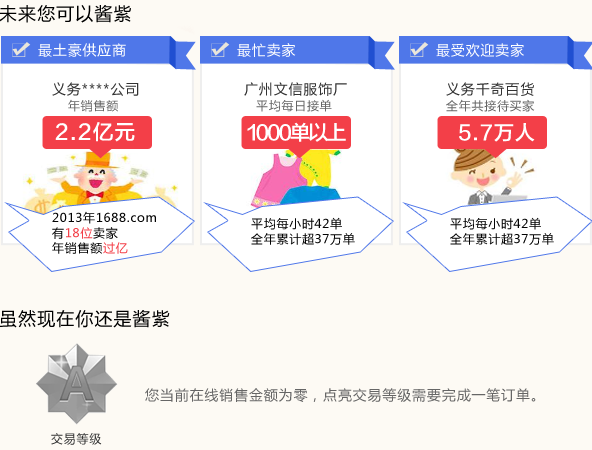 未来您可以酱紫
最土豪供应商
最忙卖家
最受欢迎卖家
义务****公司
年销售额
2.2亿元
2013年1688.com
有18位卖家
年销售额过亿
广州文信服饰厂
平均每日接单
1000单以上
平均每小时42单
全年累计超37万单
义务千奇百货
全年共接待买家
5.7万人
平均每小时42单
全年累计超37万单
虽然现在你还是酱紫
A
交易等级
您当前在线销售金额为零，点亮交易等级需要完成一笔订单。